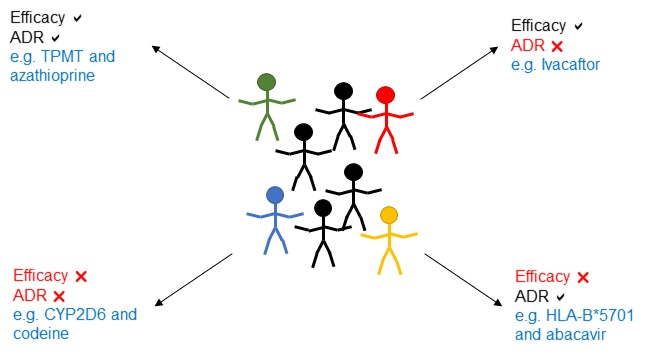 Efficacy ✓
ADR ✓
e.g. TPMT and
azathioprine
Efficacy ✓
ADR ×
e.g. Ivacaftor
Efficacy ×
ADR ×
e.g. CYP2D6 and
codeine
Efficacy ×
ADR ✓
e.g. HLA-B*5701
and abacavir